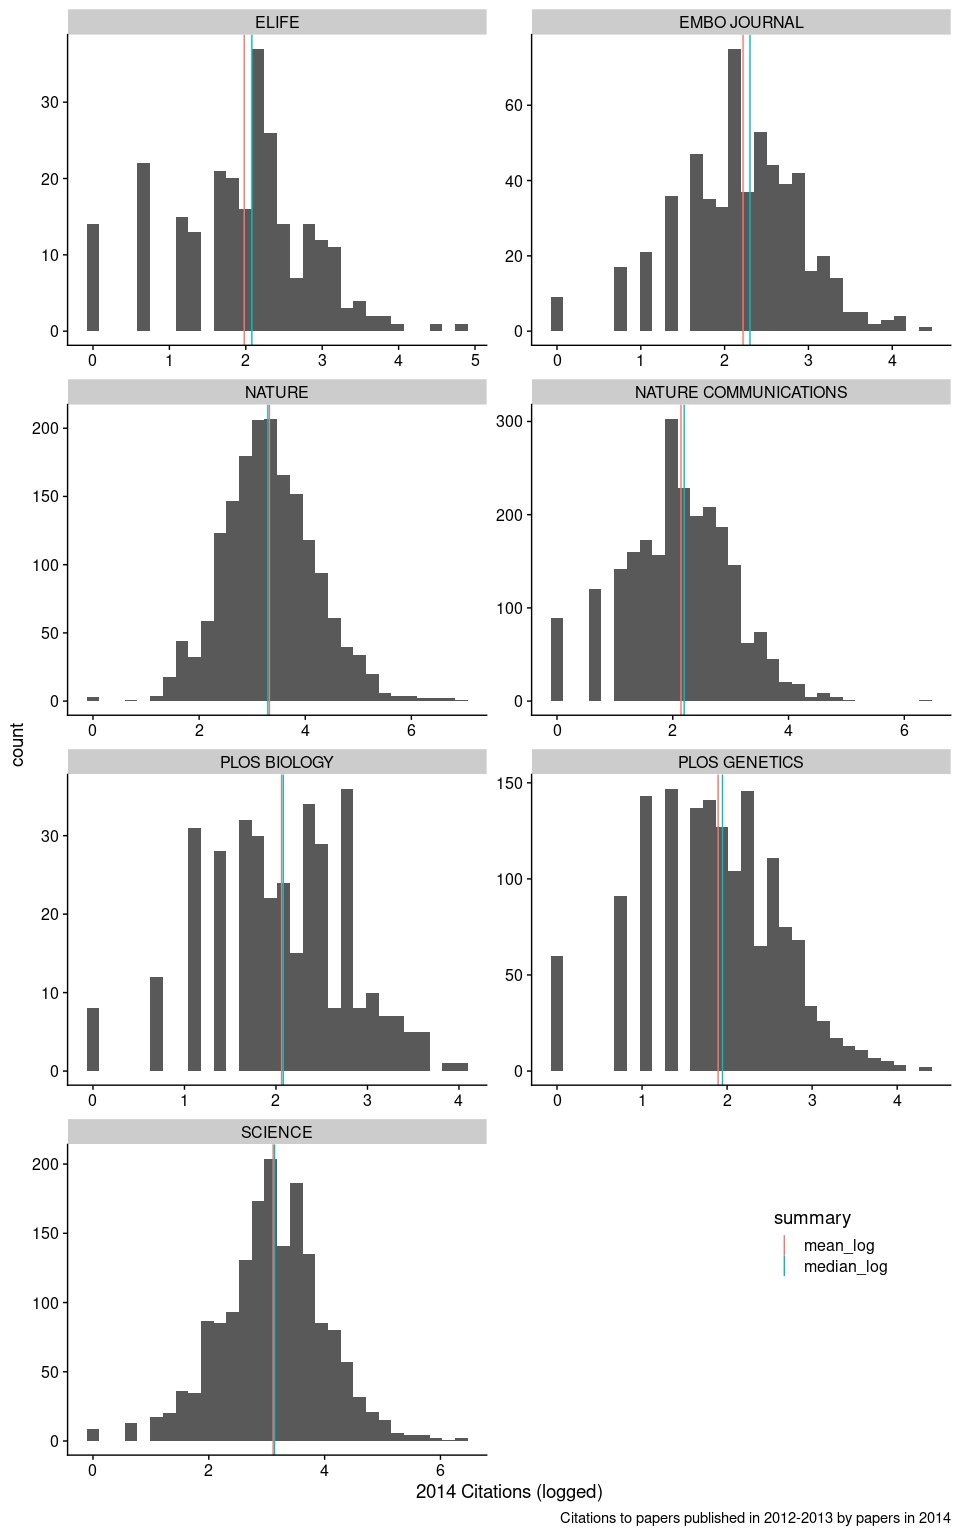 ELIFE
30
20
10
0
0 1 2 3 4 5
EMBO JOURNAL
60
40
20
0
0 1 2 3 4
NATURE
200
150
100
50
0
0 2 4 6
NATURE COMMUNICATIONS
300
200
100
0
0 2 4 6
count
PLOS BIOLOGY
30
20
10
0
0 1 2 3 4
PLOS GENETICS
150
100
50
0
0 1 2 3 4
SCIENCE
200
150
100
50
0
0 2 4 6
summary
mean_log
median_log
2014 Citations (logged)
Citations to papers published in 2012-2013 by papers in 2014